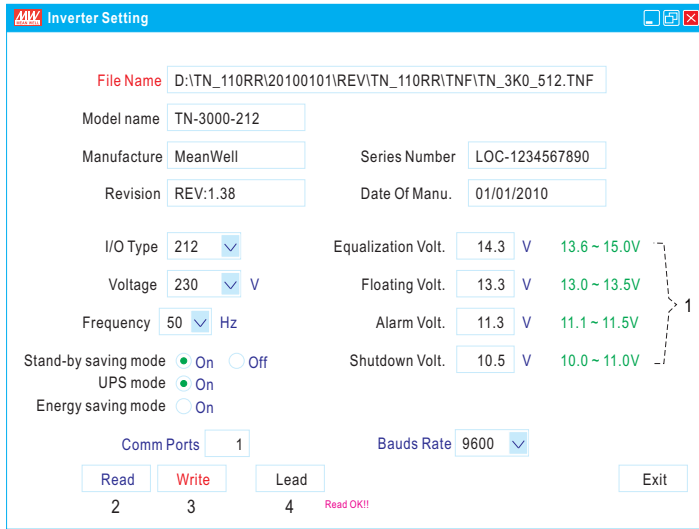 MW MEAN WELL Inverter Setting
File Name D:\TN_110RR\20100101\REV\TN_110RR\TNF\TN_3K0_512.TNF
Model name TN-3000-212
Manufacture MeanWell Series Number LOC-1234567890
Revision REV:1.38 Date Of Manu. 01/01/2010
I/O Type 212 Equalization Volt. 14.3 V 13.6 ~ 15.0V
Voltage 230 V Floating Volt. 13.3 V 13.0 ~ 13.5V
1
Frequency 50 Hz Alarm Volt. 11.3 V 11.1 ~ 11.5V
Stand-by saving mode On Off Shutdown Volt. 10.5 V 10.0 ~ 11.0V
UPS mode On
Energy saving mode On
Comm Ports 1 Bauds Rate 9600
Read Write Lead Exit
2 3 4 Read OK!!